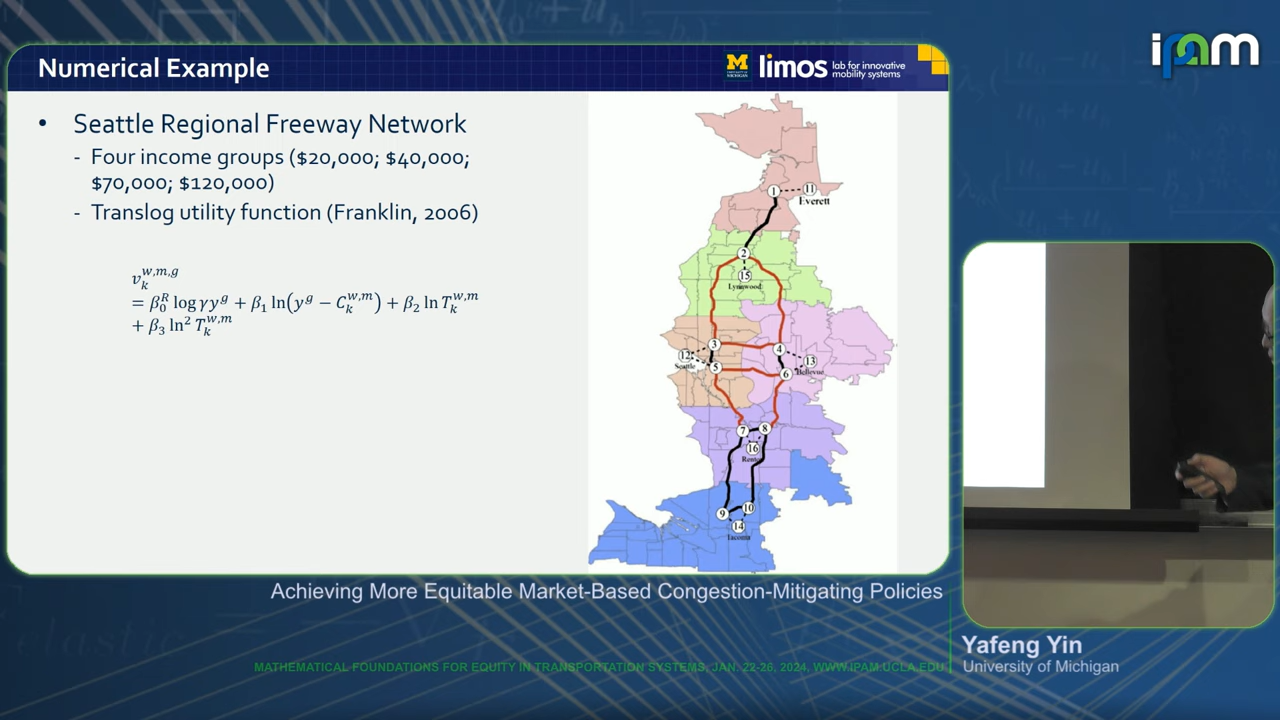 Numerical Example
M
limos lab for innovative
mobility systems
ipam
• Seattle Regional Freeway Network
- Four income groups ($20,000; $40,000;
$70,000; $120,000)
- Translog utility function (Franklin, 2006)
v_k^{w,m,g}
= β_0^R log γy^g + β_1 ln(y^g − C_k^{w,m}) + β_2 ln T_k^{w,m}
+ β_3 ln² T_k^{w,m}
1
11
Everett
2
15
Lynnwood
3
4
12
13
Seattle
5
6
Bellevue
7
8
16
9
10
14
Tacoma
Achieving More Equitable Market-Based Congestion-Mitigating Policies
Yafeng Yin
University of Michigan
MATHEMATICAL FOUNDATIONS FOR EQUITY IN TRANSPORTATION SYSTEMS, JAN. 22-26, 2024, WWW.IPAM.UCLA.EDU